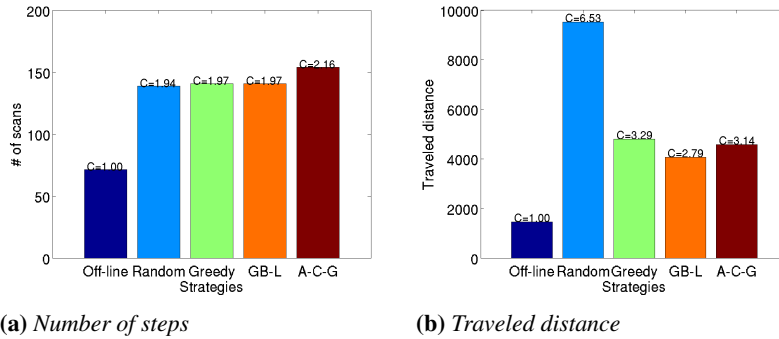 200
150
100
50
0
# of scans
C=1.00
C=1.94
C=1.97
C=1.97
C=2.16
Off-line Random Greedy GB-L A-C-G
Strategies
(a) Number of steps
10000
8000
6000
4000
2000
0
Traveled distance
C=1.00
C=6.53
C=3.29
C=2.79
C=3.14
Off-line Random Greedy GB-L A-C-G
Strategies
(b) Traveled distance